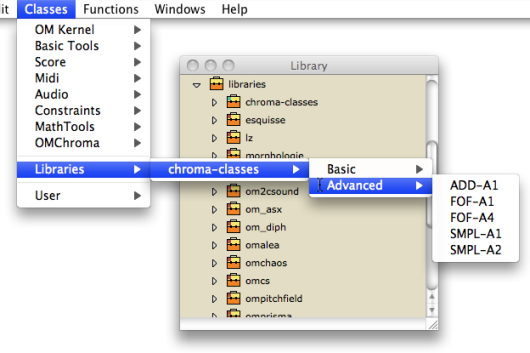 it Classes Functions Windows Help
OM Kernel
Basic Tools
Score
Midi
Audio
Constraints
MathTools
OMChroma
Libraries
User
chroma-classes
Basic
Advanced
ADD-A1
FOF-A1
FOF-A4
SMPL-A1
SMPL-A2
Library
libraries
chroma-classes
esquisse
lz
morphologie
om2csound
om_asx
om_diph
omalea
omchaos
omcs
ompitchfield
omprisma